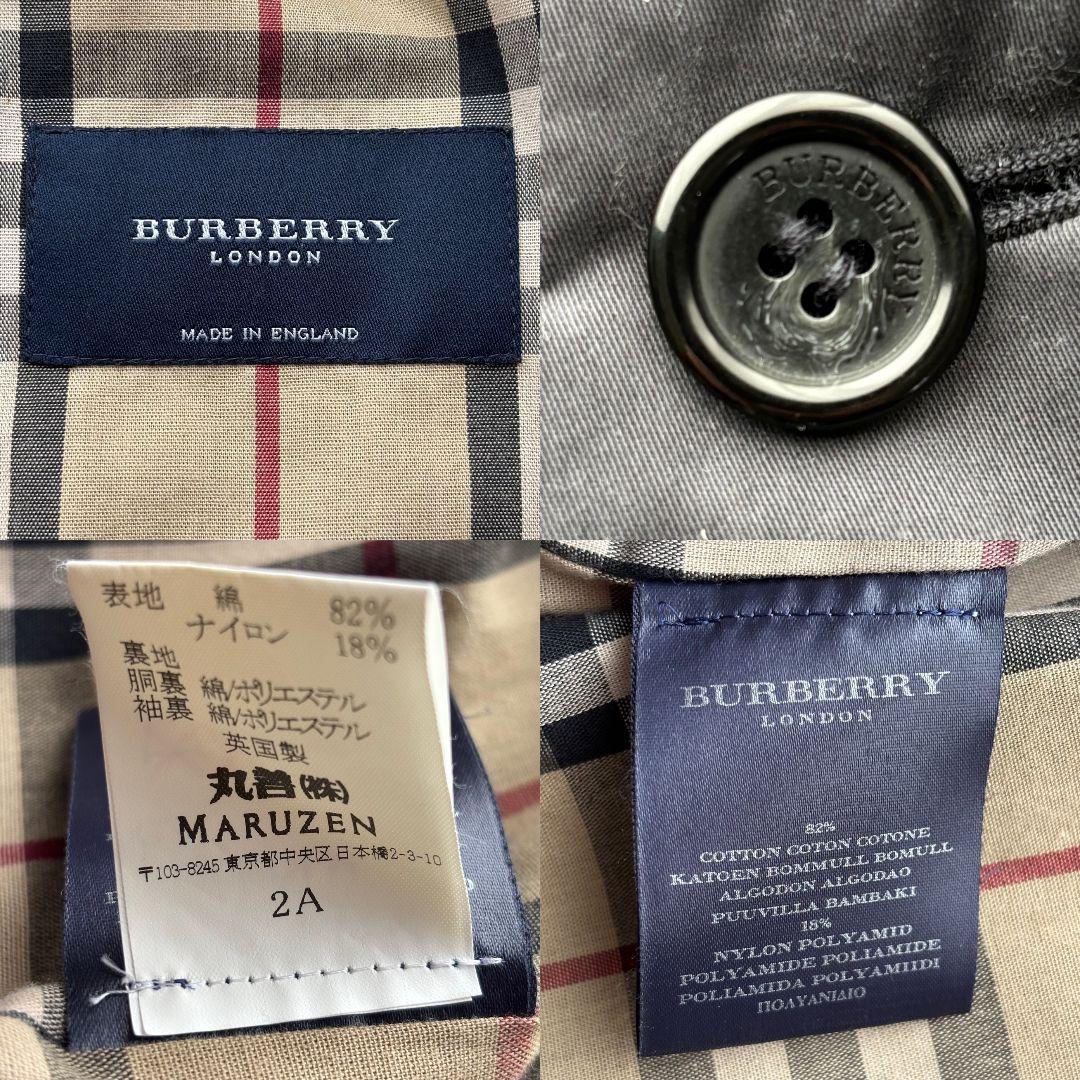 BURBERRY
LONDON
MADE IN ENGLAND
BURBERRY
表地 綿 82%
ナイロン 18%
裏地
胴裏 綿/ポリエステル
袖裏 綿/ポリエステル
英国製
丸善(株)
MARUZEN
〒103-8245 東京都中央区日本橋2-3-10
2A
BURBERRY
LONDON
82%
COTTON COTON COTONE
KATOEN BOMMULL BOMULL
ALGODON ALGODAO
PUUVILLA BAMBAKI
18%
NYLON POLYAMID
POLYAMIDE POLIAMIDE
POLIAMIDA POLYAMIIDI
ΠΟΛΥΑΝΙΔΙΟ